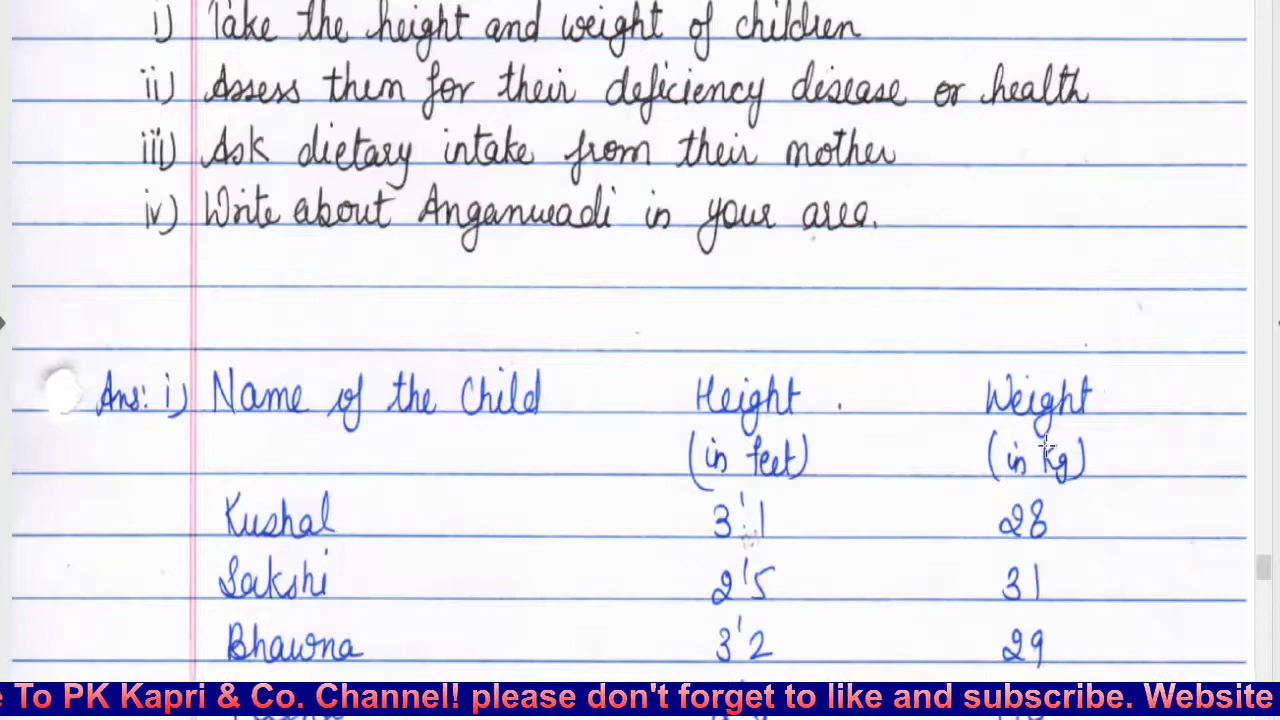 i) Take the height and weight of children
ii) Assess them for their deficiency disease or health
iii) Ask dietary intake from their mother
iv) Write about Anganwadi in your area.
Ans: i) Name of the Child Height Weight
(in feet) (in Kg)
Kushal 3'1 28
Sakshi 2'5 31
Bhawna 3'2 29
To PK Kapri & Co. Channel! please don't forget to like and subscribe. Website